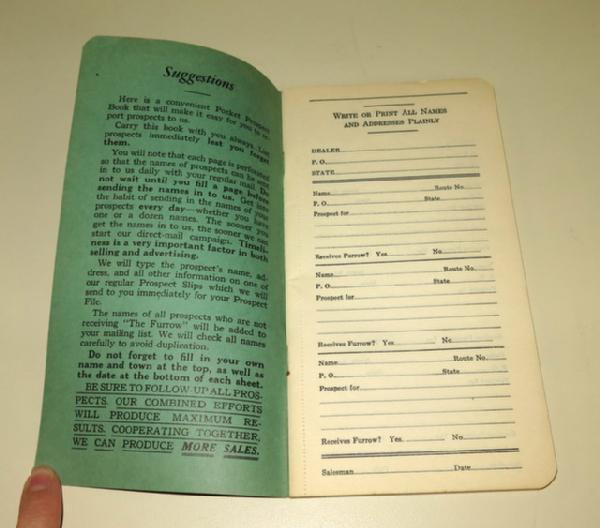 Suggestions
Here is a convenient Pocket Prospect
Book that will make it easy for you to re-
port prospects to us.
Carry this book with you always. List
prospects immediately lest you forget
them.
You will note that each page is perforated
so that the names of prospects can be sent
in to us daily with your regular mail. Do
not wait until you fill a page before
sending the names in to us. Get into
the habit of sending in the names of your
prospects every day—whether you have
one or a dozen names. The sooner you
get the names in to us, the sooner we can
start our direct-mail campaign. Timeli-
ness is a very important factor in both
selling and advertising.
We will type the prospect's name, ad-
dress, and all other information on one of
our regular Prospect Slips which we will
send to you immediately for your Prospect
File.
The names of all prospects who are not
receiving "The Furrow" will be added to
your mailing list. We will check all names
carefully to avoid duplication.
Do not forget to fill in your own
name and town at the top, as well as
the date at the bottom of each sheet.
BE SURE TO FOLLOW UP ALL PROS-
PECTS. OUR COMBINED EFFORTS
WILL PRODUCE MAXIMUM RE-
SULTS. COOPERATING TOGETHER,
WE CAN PRODUCE MORE SALES.
WRITE OR PRINT ALL NAMES
AND ADDRESSES PLAINLY
DEALER
P. O.
STATE
Name Route No.
P. O. State
Prospect for
Receives Furrow? Yes No
Name Route No.
P. O. State
Prospect for
Receives Furrow? Yes No
Name Route No.
P. O. State
Prospect for
Receives Furrow? Yes No
Salesman Date